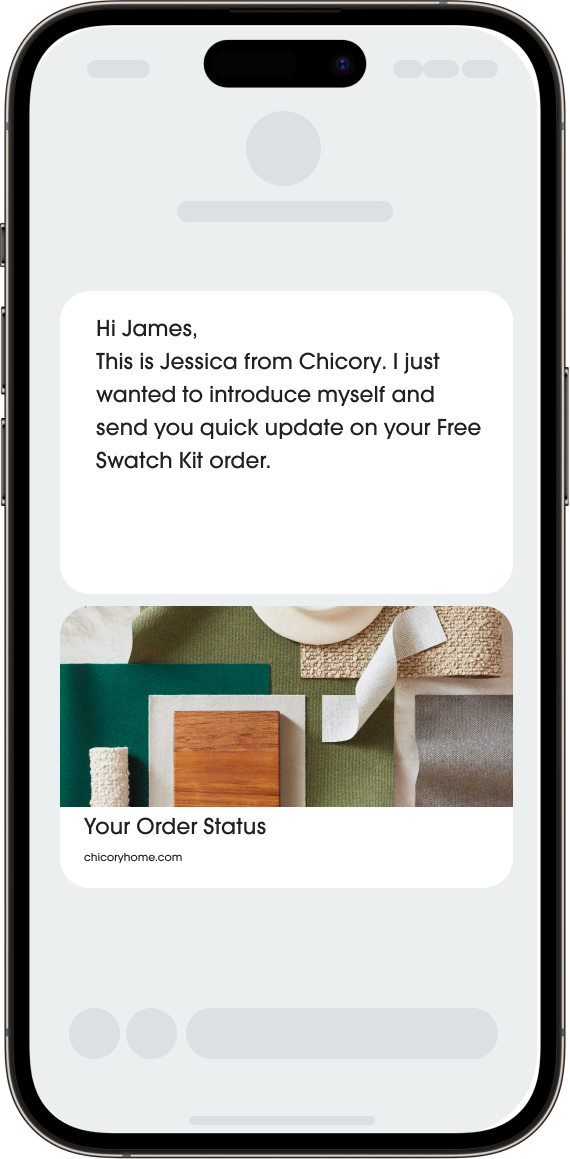 Hi James,
This is Jessica from Chicory. I just
wanted to introduce myself and
send you quick update on your Free
Swatch Kit order.
Your Order Status
chicoryhome.com